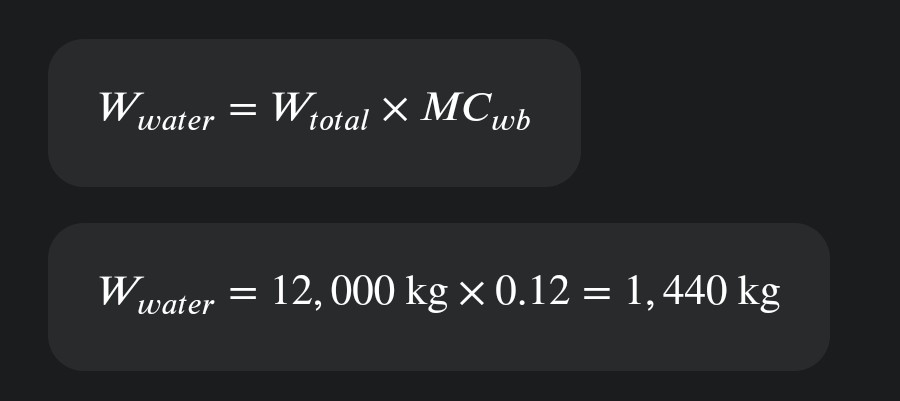 W_water = W_total × MC_wb
W_water = 12,000 kg × 0.12 = 1,440 kg